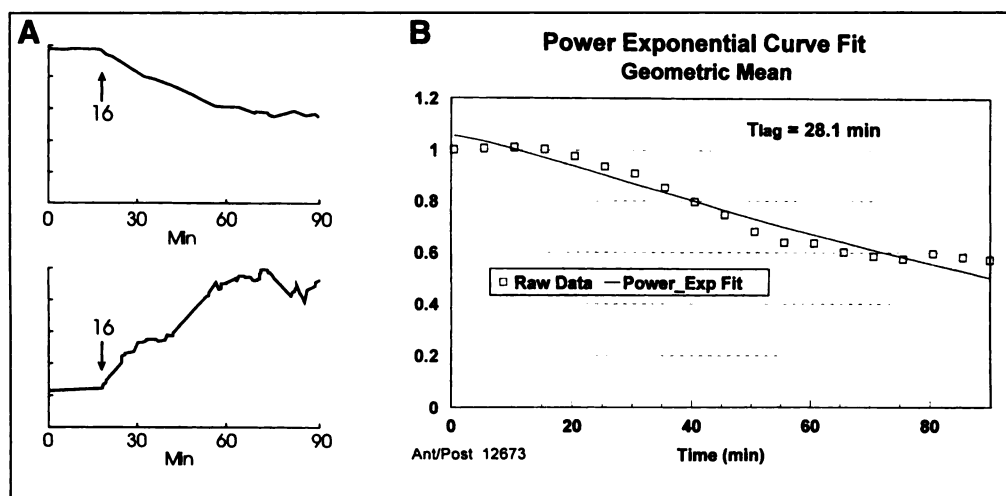 A
16
0 30 60 90
Min
16
0 30 60 90
Min
B
Power Exponential Curve Fit
Geometric Mean
1.2
1
0.8
0.6
0.4
0.2
0
Tlag = 28.1 min
□ Raw Data — Power_Exp Fit
0 20 40 60 80
Ant/Post 12673 Time (min)